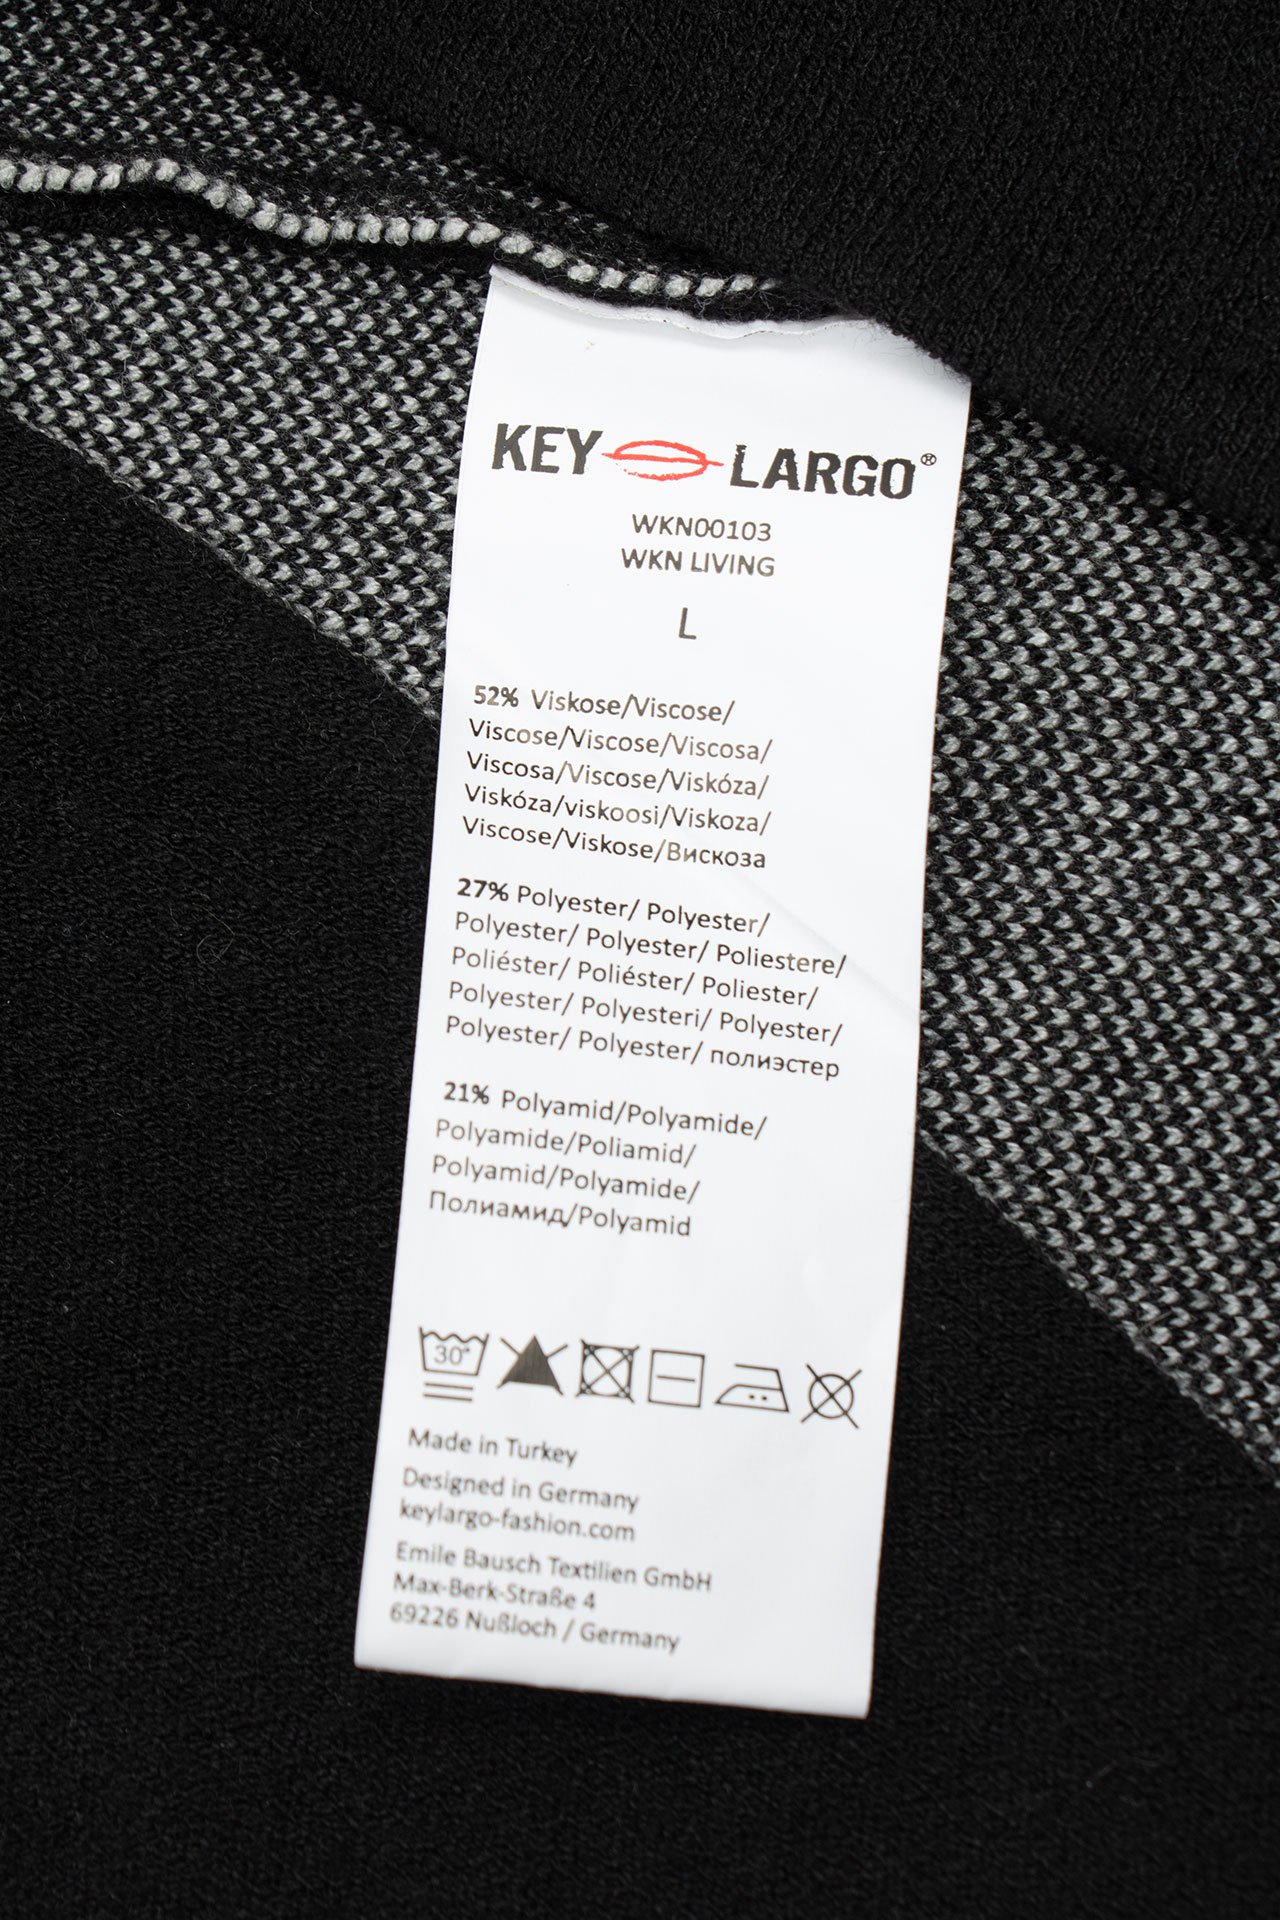 KEY LARGO®
WKN00103
WKN LIVING
L
52% Viskose/Viscose/
Viscose/Viscose/Viscosa/
Viscosa/Viscose/Viskóza/
Viskóza/viskoosi/Viskoza/
Viscose/Viskose/Вискоза
27% Polyester/ Polyester/
Polyester/ Polyester/ Poliestere/
Poliéster/ Poliéster/ Poliester/
Polyester/ Polyesteri/ Polyester/
Polyester/ Polyester/ полиэстер
21% Polyamid/Polyamide/
Polyamide/Poliamid/
Polyamid/Polyamide/
Полиамид/Polyamid
30°
Made in Turkey
Designed in Germany
keylargo-fashion.com
Emile Bausch Textilien GmbH
Max-Berk-Straße 4
69226 Nußloch / Germany